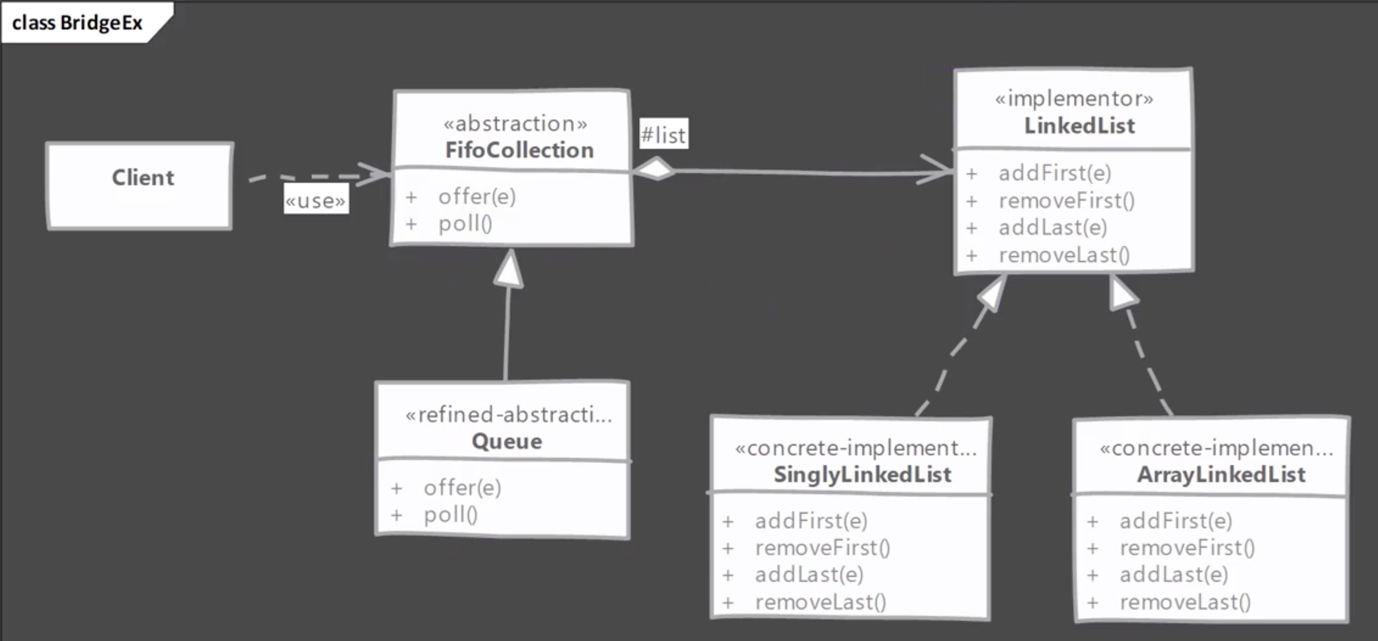 class BridgeEx
Client
«use»
«abstraction»
FifoCollection
+ offer(e)
+ poll()
#list
«implementor»
LinkedList
+ addFirst(e)
+ removeFirst()
+ addLast(e)
+ removeLast()
«refined-abstracti...
Queue
+ offer(e)
+ poll()
«concrete-implement...
SinglyLinkedList
+ addFirst(e)
+ removeFirst()
+ addLast(e)
+ removeLast()
«concrete-implemen...
ArrayLinkedList
+ addFirst(e)
+ removeFirst()
+ addLast(e)
+ removeLast()